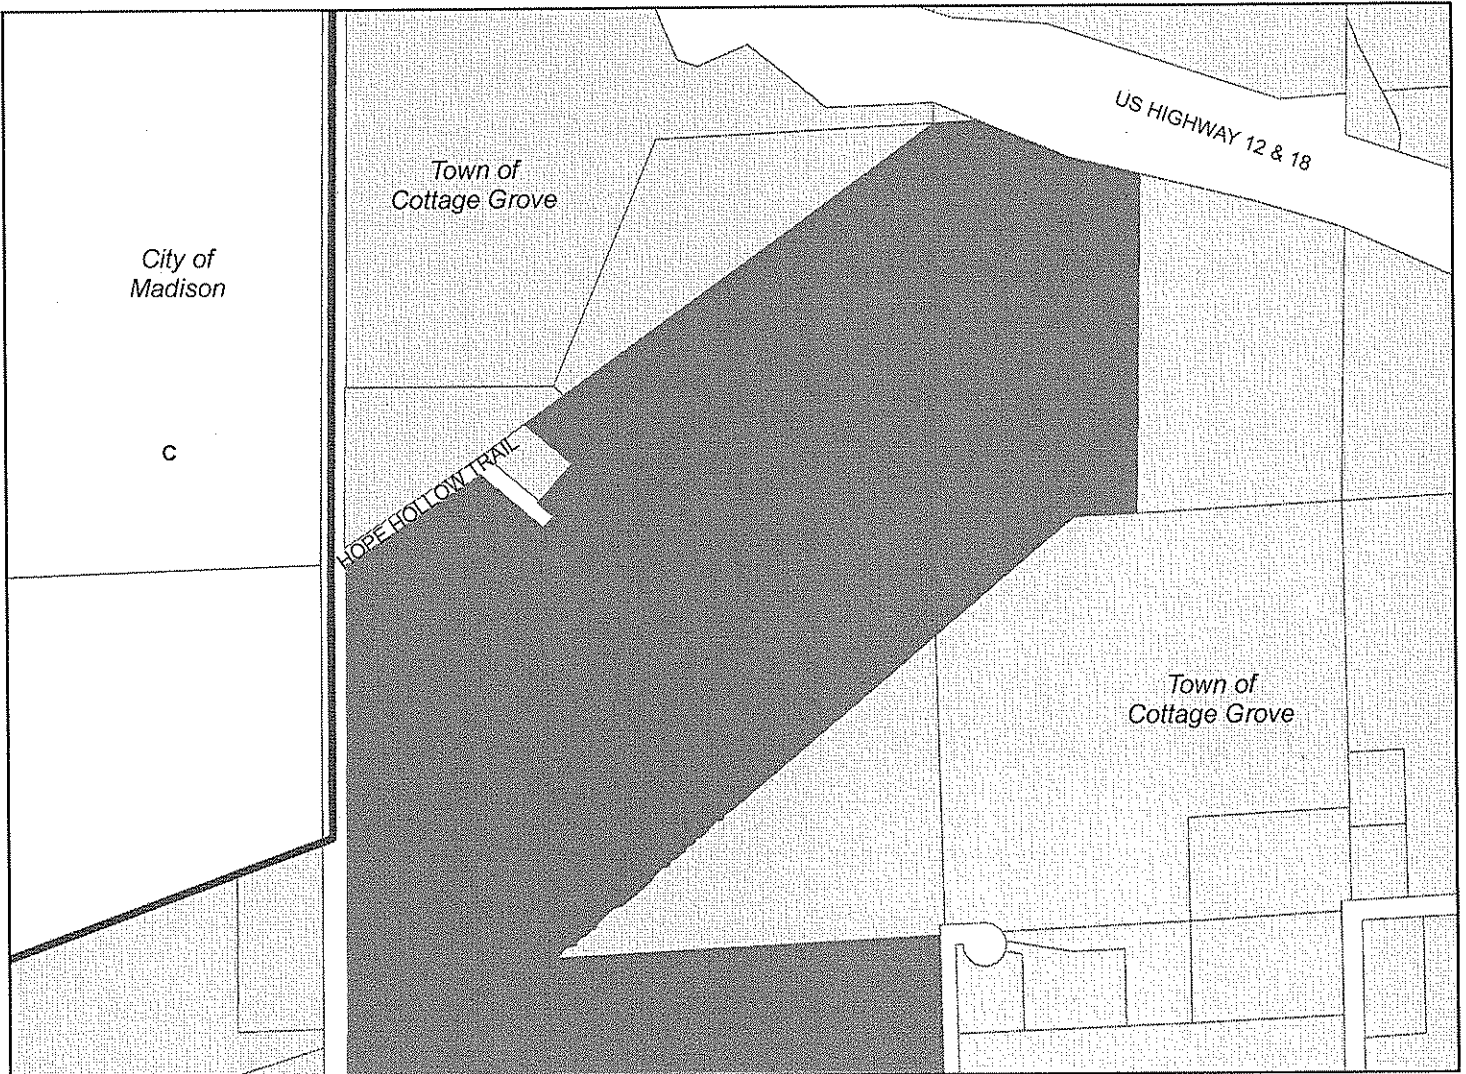 US HIGHWAY 12 & 18
Town of
Cottage Grove
City of
Madison
C
HOPE HOLLOW TRAIL
Town of
Cottage Grove